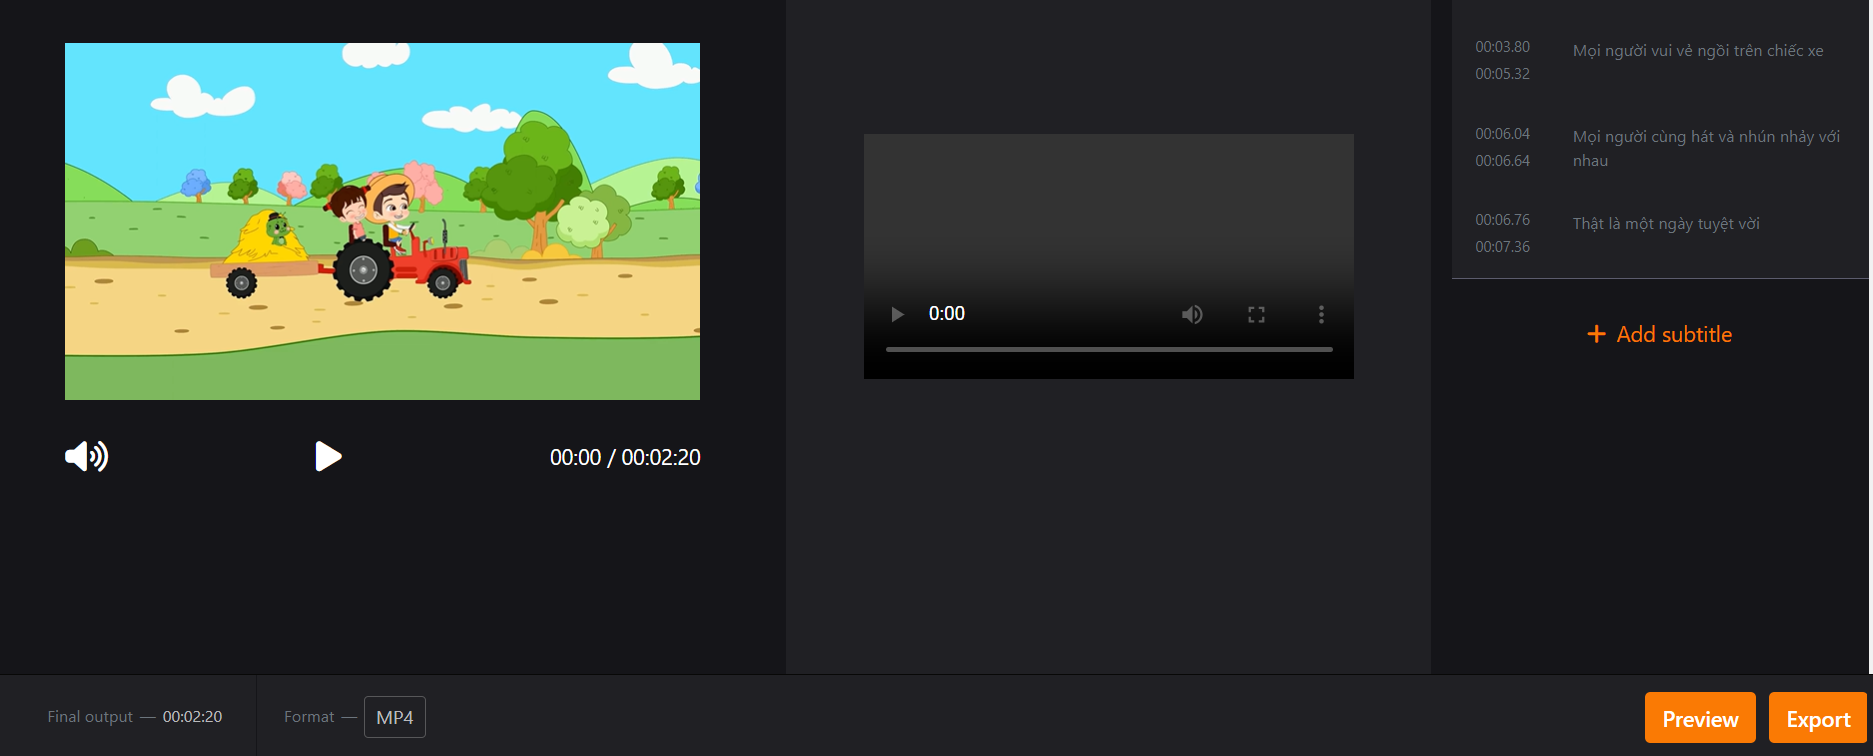 00:00 / 00:02:20
0:00
00:03.80
00:05.32
Mọi người vui vẻ ngồi trên chiếc xe
00:06.04
00:06.64
Mọi người cùng hát và nhún nhảy với
nhau
00:06.76
00:07.36
Thật là một ngày tuyệt vời
+ Add subtitle
Final output — 00:02:20
Format — MP4
Preview
Export